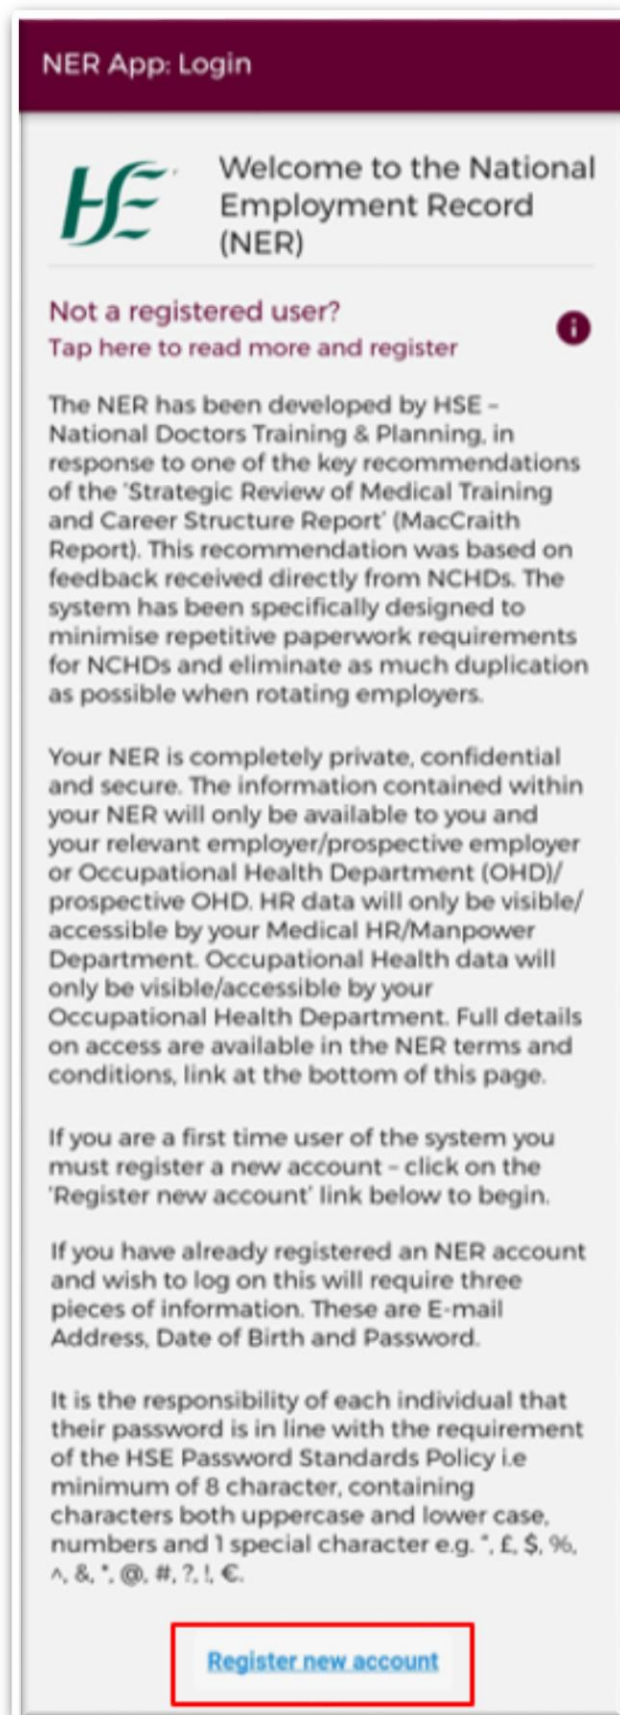 NER App: Login
HSE
Welcome to the National
Employment Record
(NER)
Not a registered user?
Tap here to read more and register
The NER has been developed by HSE –
National Doctors Training & Planning, in
response to one of the key recommendations
of the 'Strategic Review of Medical Training
and Career Structure Report' (MacCraith
Report). This recommendation was based on
feedback received directly from NCHDs. The
system has been specifically designed to
minimise repetitive paperwork requirements
for NCHDs and eliminate as much duplication
as possible when rotating employers.
Your NER is completely private, confidential
and secure. The information contained within
your NER will only be available to you and
your relevant employer/prospective employer
or Occupational Health Department (OHD)/
prospective OHD. HR data will only be visible/
accessible by your Medical HR/Manpower
Department. Occupational Health data will
only be visible/accessible by your
Occupational Health Department. Full details
on access are available in the NER terms and
conditions, link at the bottom of this page.
If you are a first time user of the system you
must register a new account – click on the
'Register new account' link below to begin.
If you have already registered an NER account
and wish to log on this will require three
pieces of information. These are E-mail
Address, Date of Birth and Password.
It is the responsibility of each individual that
their password is in line with the requirement
of the HSE Password Standards Policy i.e
minimum of 8 character, containing
characters both uppercase and lower case,
numbers and 1 special character e.g. ", £, $, %,
^, &, *, @, #, ?, !, €.
Register new account